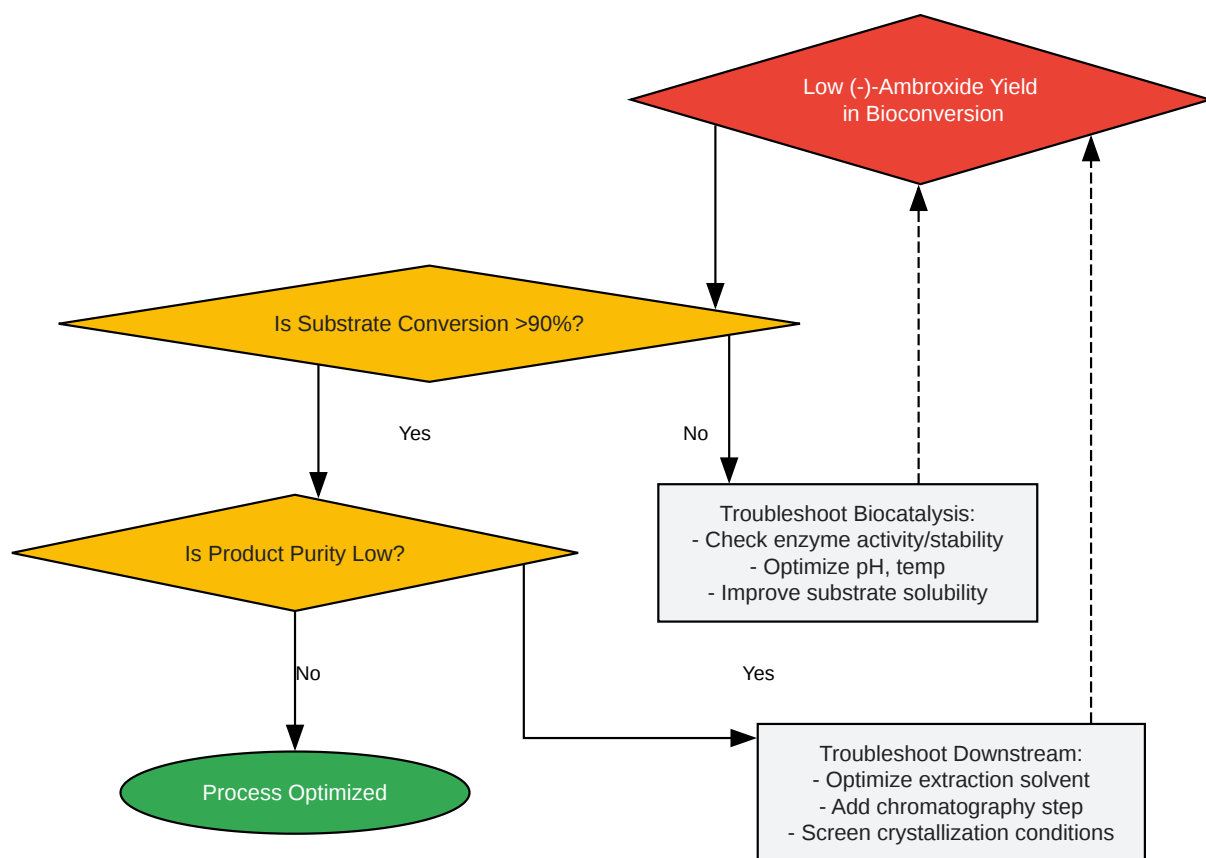 Low (-)-Ambroxide Yield
in Bioconversion
Is Substrate Conversion >90%?
Yes
No
Is Product Purity Low?
Troubleshoot Biocatalysis:
- Check enzyme activity/stability
- Optimize pH, temp
- Improve substrate solubility
No
Yes
Process Optimized
Troubleshoot Downstream:
- Optimize extraction solvent
- Add chromatography step
- Screen crystallization conditions